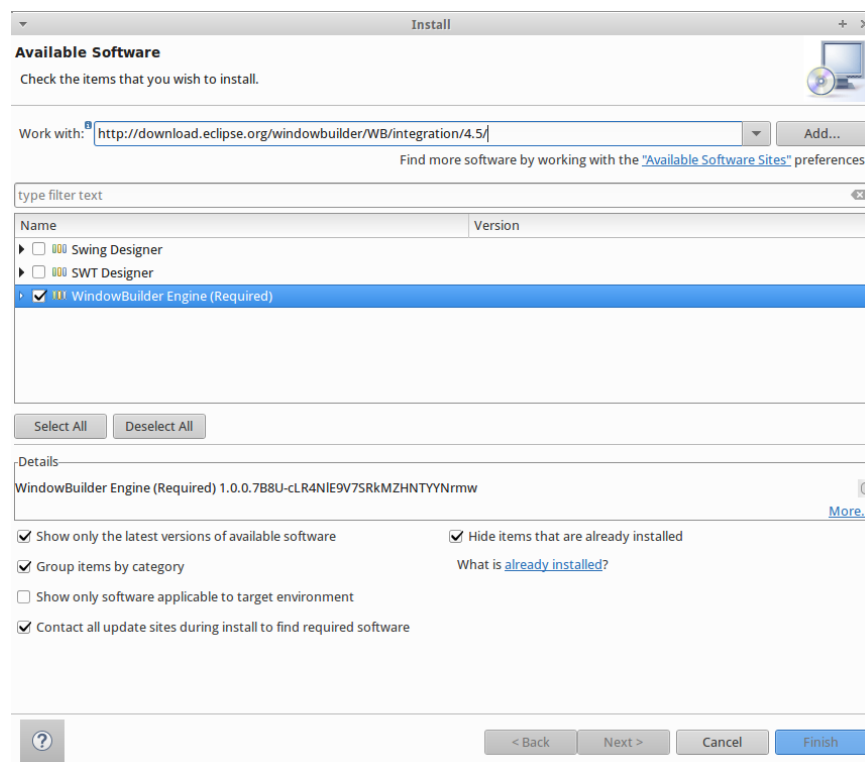 Install
Available Software
Check the items that you wish to install.
Work with: http://download.eclipse.org/windowbuilder/WB/integration/4.5/ Add...
Find more software by working with the "Available Software Sites" preferences
type filter text
Name Version
Swing Designer
SWT Designer
WindowBuilder Engine (Required)
Select All Deselect All
Details
WindowBuilder Engine (Required) 1.0.0.7B8U-cLR4NlE9V7SRkMZHNTYYNrmw
More.
Show only the latest versions of available software Hide items that are already installed
Group items by category What is already installed?
Show only software applicable to target environment
Contact all update sites during install to find required software
? < Back Next > Cancel Finish